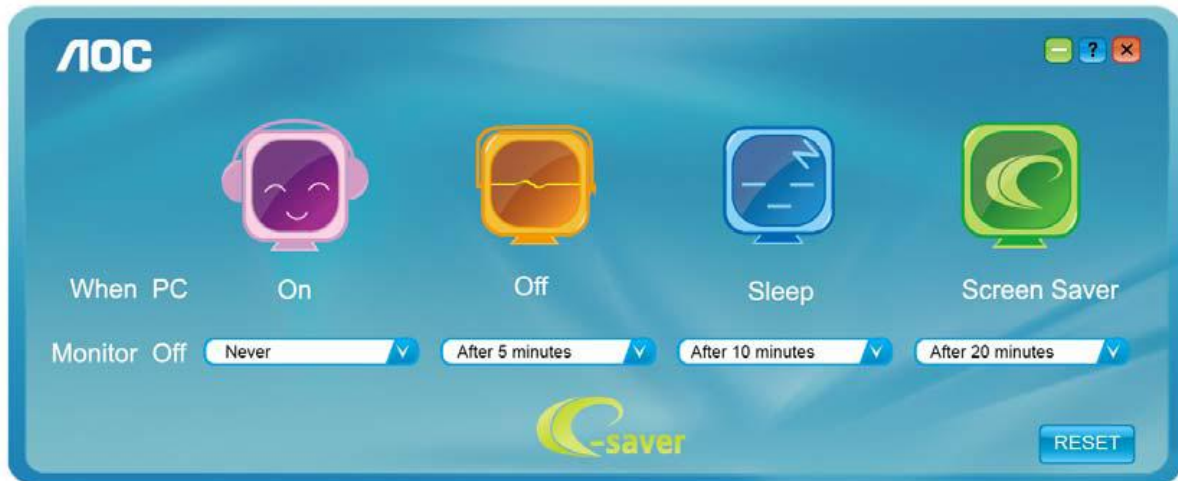 AOC
?
When PC On Off Sleep Screen Saver
Monitor Off Never After 5 minutes After 10 minutes After 20 minutes
e-saver
RESET